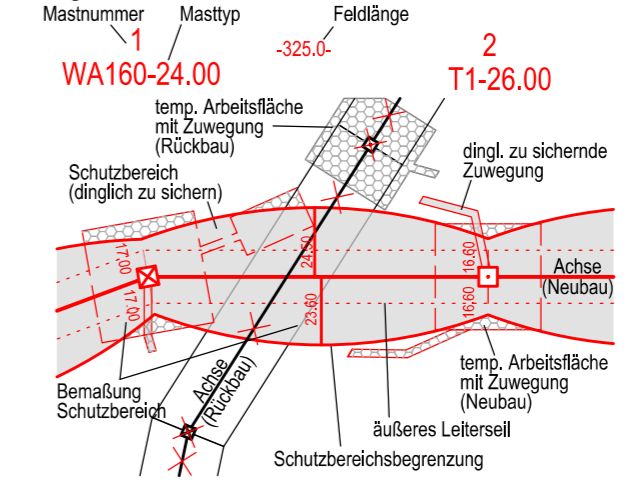 Mastnummer
Masttyp
Feldlänge
1
-325.0-
2
WA160-24.00
T1-26.00
temp. Arbeitsfläche
mit Zuwegung
(Rückbau)
dingl. zu sichernde
Zuwegung
Schutzbereich
(dinglich zu sichern)
17.00
17.00
24.50
23.60
16.60
16.60
Achse
(Neubau)
Achse
(Rückbau)
temp. Arbeitsfläche
mit Zuwegung
(Neubau)
Bemaßung
Schutzbereich
äußeres Leiterseil
Schutzbereichsbegrenzung